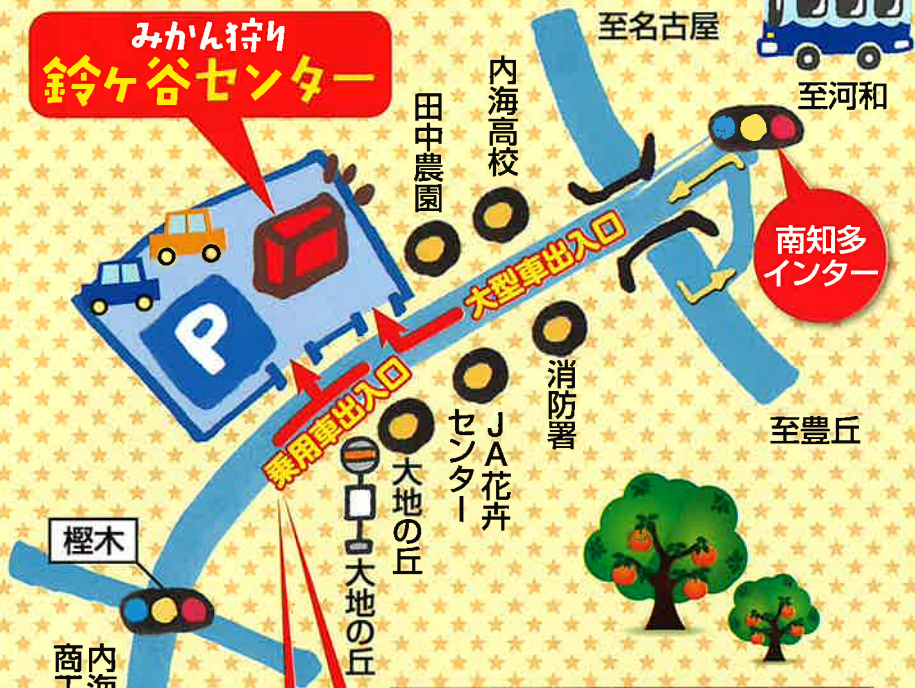 みかん狩り
鈴ヶ谷センター
至名古屋
至河和
内海高校
田中農園
南知多
インター
大型車出入口
P
乗用車出入口
消防署
JA花卉
センター
大地の丘
大地の丘
至豊丘
樫木
内海
商工